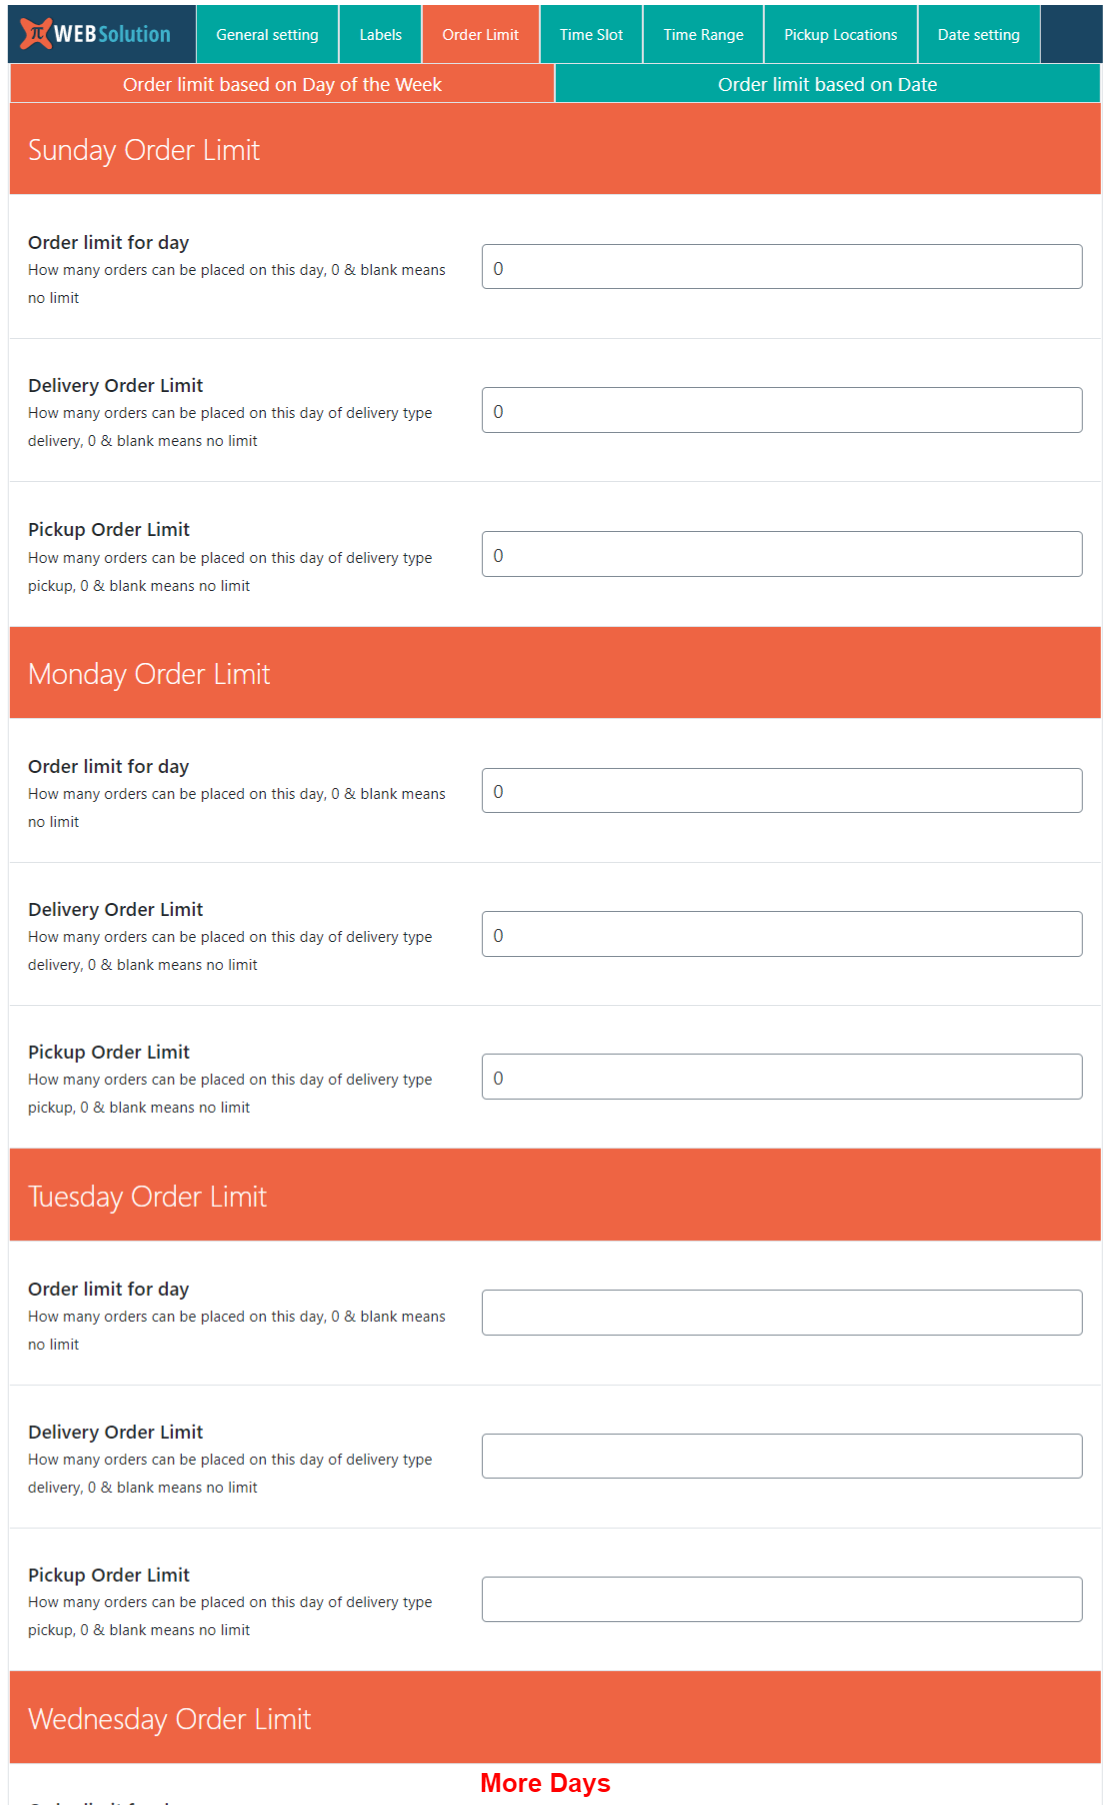 π WEBSolution
General setting
Labels
Order Limit
Time Slot
Time Range
Pickup Locations
Date setting
Order limit based on Day of the Week
Order limit based on Date
Sunday Order Limit
Order limit for day
How many orders can be placed on this day, 0 & blank means
no limit
0
Delivery Order Limit
How many orders can be placed on this day of delivery type
delivery, 0 & blank means no limit
0
Pickup Order Limit
How many orders can be placed on this day of delivery type
pickup, 0 & blank means no limit
0
Monday Order Limit
Order limit for day
How many orders can be placed on this day, 0 & blank means
no limit
0
Delivery Order Limit
How many orders can be placed on this day of delivery type
delivery, 0 & blank means no limit
0
Pickup Order Limit
How many orders can be placed on this day of delivery type
pickup, 0 & blank means no limit
0
Tuesday Order Limit
Order limit for day
How many orders can be placed on this day, 0 & blank means
no limit
Delivery Order Limit
How many orders can be placed on this day of delivery type
delivery, 0 & blank means no limit
Pickup Order Limit
How many orders can be placed on this day of delivery type
pickup, 0 & blank means no limit
Wednesday Order Limit
More Days